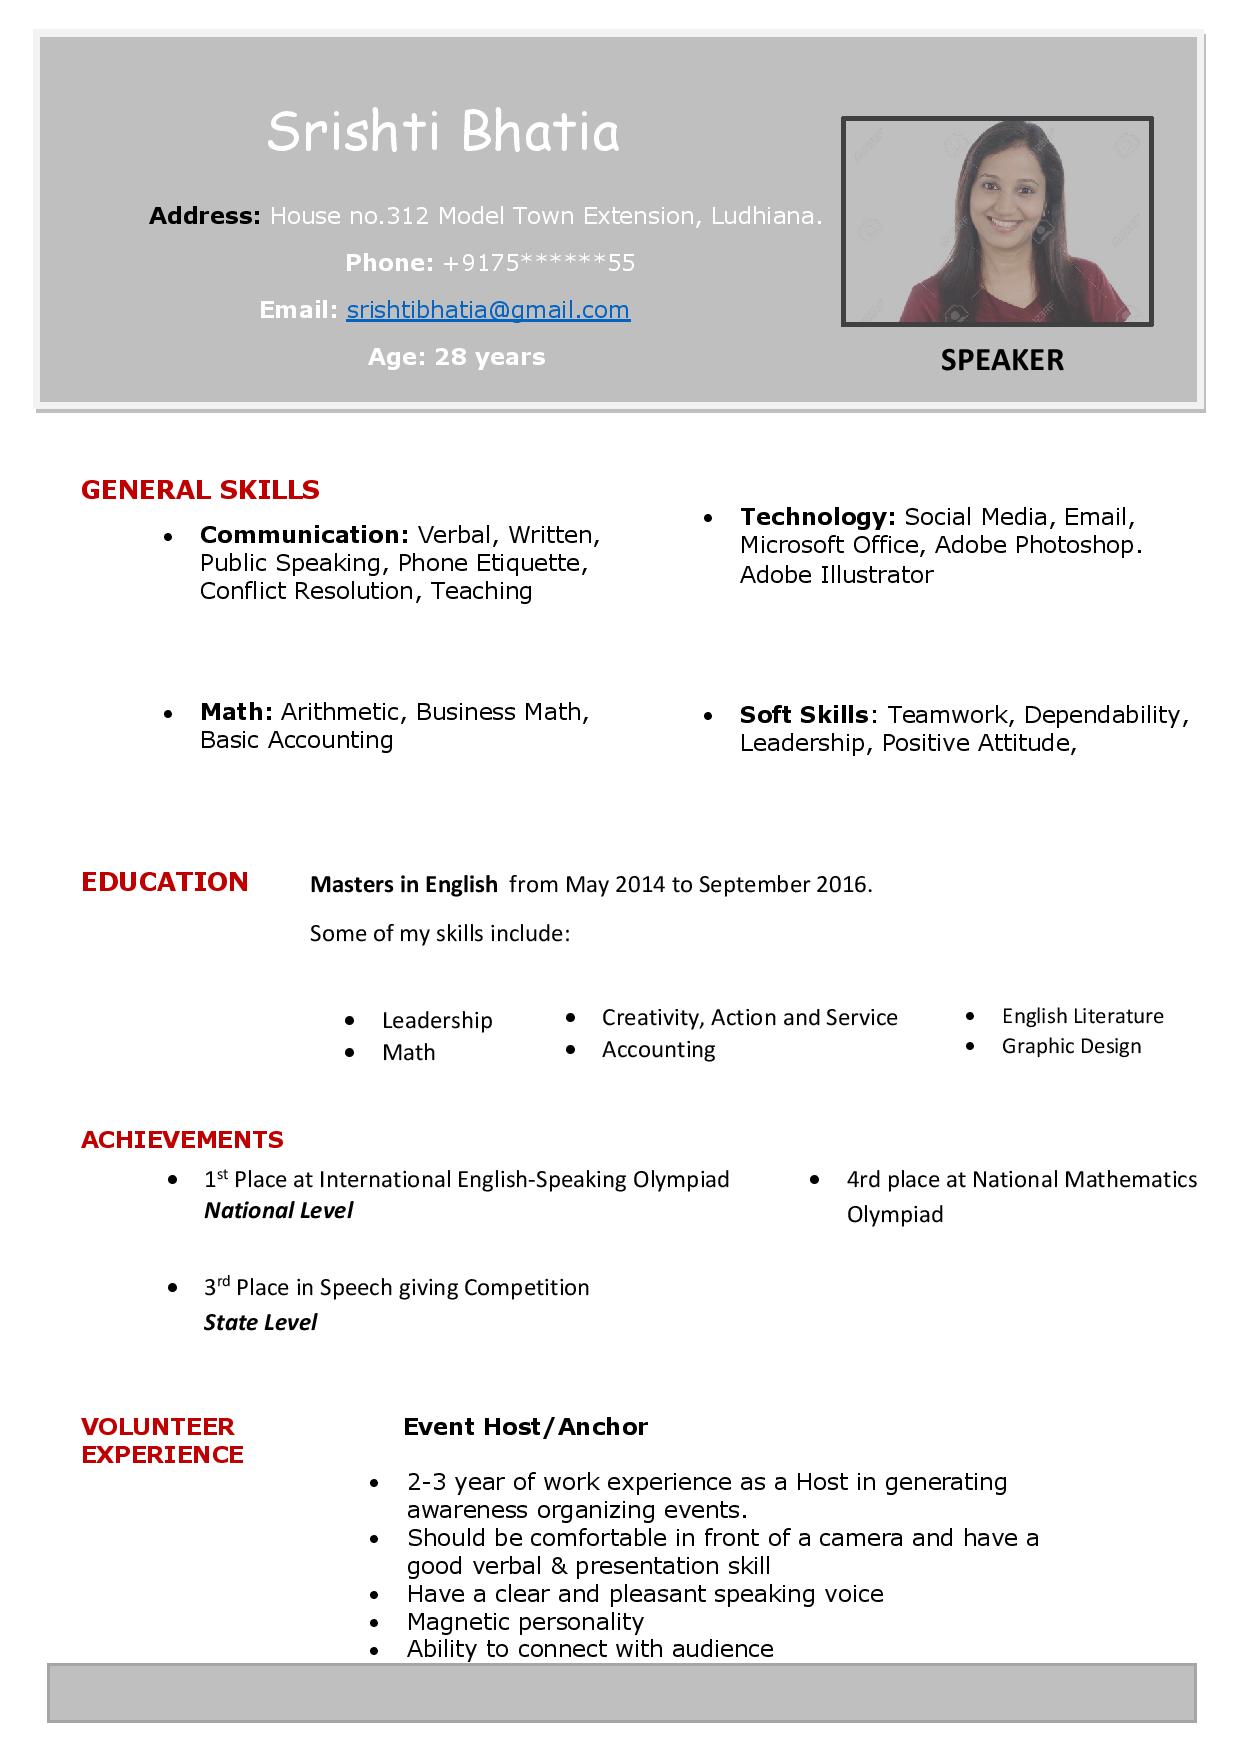 Srishti Bhatia
Address: House no.312 Model Town Extension, Ludhiana.
Phone: +9175******55
Email: srishtibhatia@gmail.com
Age: 28 years
SPEAKER
GENERAL SKILLS
• Communication: Verbal, Written,
Public Speaking, Phone Etiquette,
Conflict Resolution, Teaching
• Technology: Social Media, Email,
Microsoft Office, Adobe Photoshop.
Adobe Illustrator
• Math: Arithmetic, Business Math,
Basic Accounting
• Soft Skills: Teamwork, Dependability,
Leadership, Positive Attitude,
EDUCATION
Masters in English from May 2014 to September 2016.
Some of my skills include:
• Leadership
• Math
• Creativity, Action and Service
• Accounting
• English Literature
• Graphic Design
ACHIEVEMENTS
• 1st Place at International English-Speaking Olympiad
National Level
• 4rd place at National Mathematics
Olympiad
• 3rd Place in Speech giving Competition
State Level
VOLUNTEER
EXPERIENCE
Event Host/Anchor
• 2-3 year of work experience as a Host in generating
awareness organizing events.
• Should be comfortable in front of a camera and have a
good verbal & presentation skill
• Have a clear and pleasant speaking voice
• Magnetic personality
• Ability to connect with audience